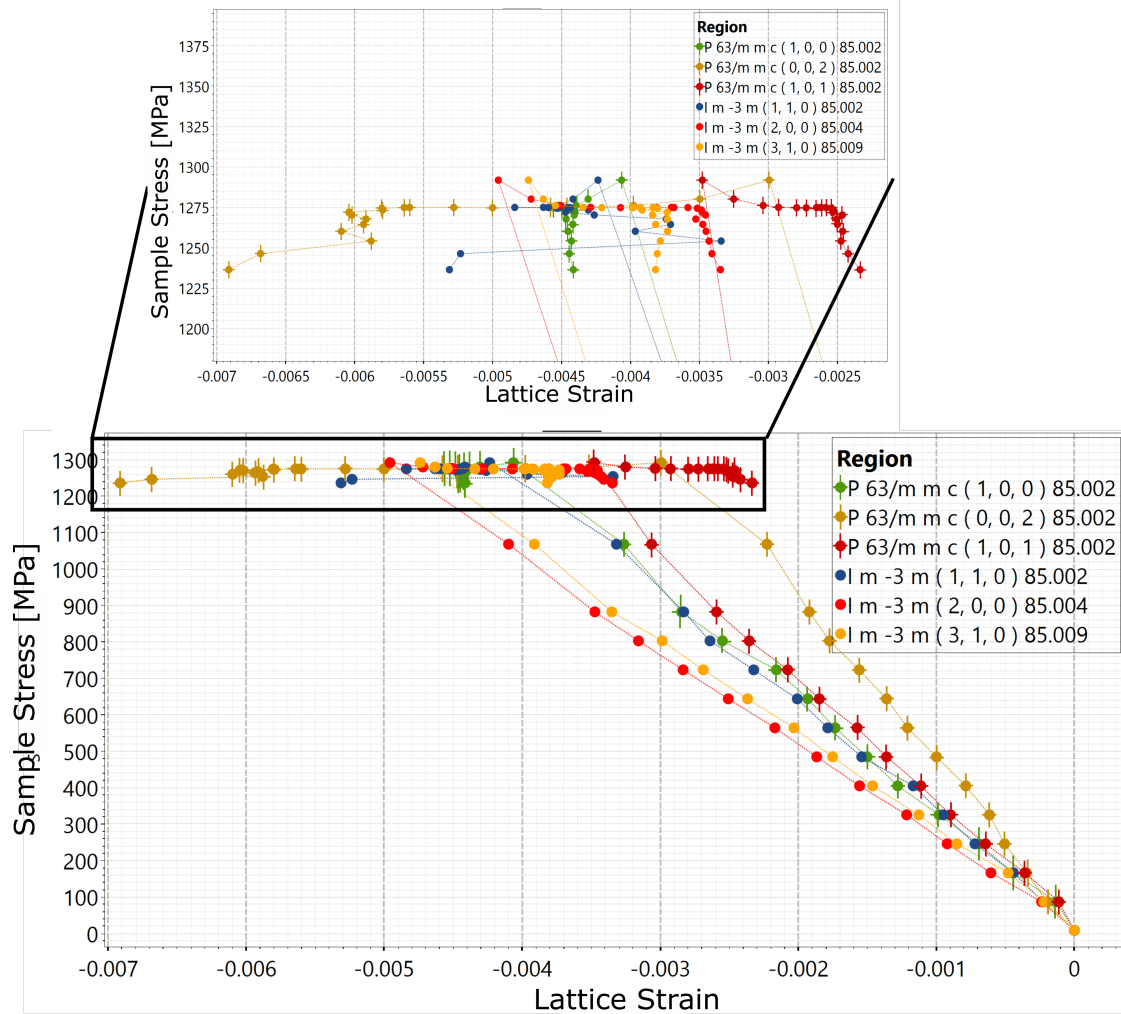 Region
P 63/m m c ( 1, 0, 0 ) 85.002
P 63/m m c ( 0, 0, 2 ) 85.002
P 63/m m c ( 1, 0, 1 ) 85.002
I m -3 m ( 1, 1, 0 ) 85.002
I m -3 m ( 2, 0, 0 ) 85.004
I m -3 m ( 3, 1, 0 ) 85.009
Sample Stress [MPa]
1375
1350
1325
1300
1275
1250
1225
1200
-0.007 -0.0065 -0.006 -0.0055 -0.005 -0.0045 -0.004 -0.0035 -0.003 -0.0025
Lattice Strain
Region
P 63/m m c ( 1, 0, 0 ) 85.002
P 63/m m c ( 0, 0, 2 ) 85.002
P 63/m m c ( 1, 0, 1 ) 85.002
I m -3 m ( 1, 1, 0 ) 85.002
I m -3 m ( 2, 0, 0 ) 85.004
I m -3 m ( 3, 1, 0 ) 85.009
Sample Stress [MPa]
1300
1200
1100
1000
900
800
700
600
500
400
300
200
100
0
-0.007 -0.006 -0.005 -0.004 -0.003 -0.002 -0.001 0
Lattice Strain